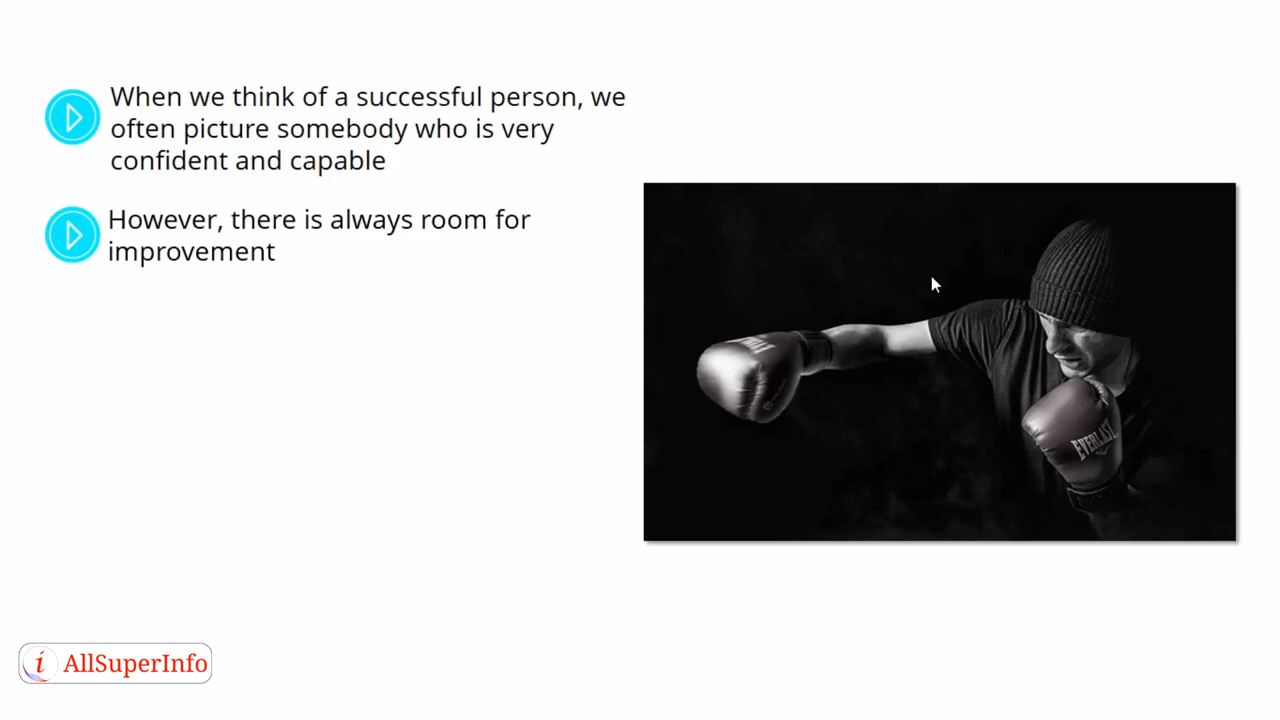 When we think of a successful person, we
often picture somebody who is very
confident and capable
However, there is always room for
improvement
EVERLAST
i AllSuperInfo